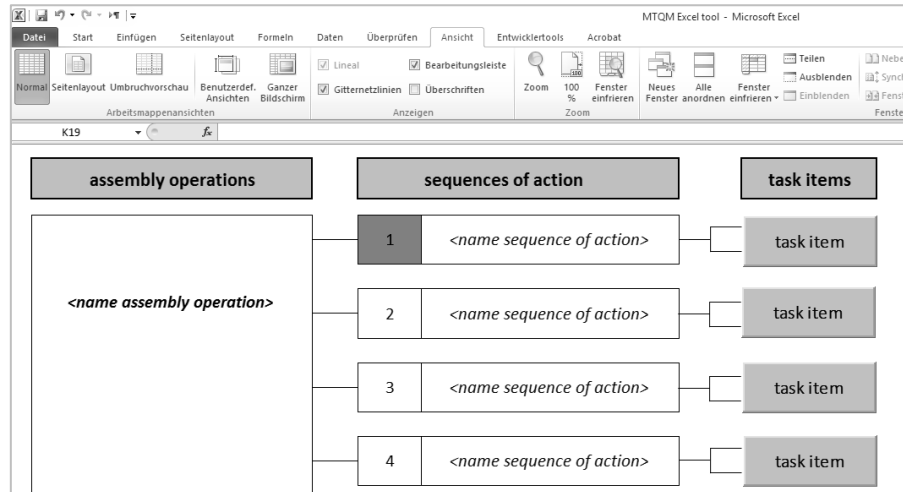 MTQM Excel tool - Microsoft Excel
Datei Start Einfügen Seitenlayout Formeln Daten Überprüfen Ansicht Entwicklertools Acrobat
Normal Seitenlayout Umbruchvorschau Benutzerdef. Ansichten Ganzer Bildschirm
Arbeitsmappenansichten
Lineal Bearbeitungsleiste
Gitternetzlinien Überschriften
Anzeigen
Zoom 100 % Fenster einfrieren
Zoom
Neues Fenster Alle anordnen Fenster einfrieren
Teilen
Ausblenden
Einblenden
Nebe
Sync
Fenst
Fenste
K19 fx
assembly operations sequences of action task items
1 <name sequence of action> task item
<name assembly operation>
2 <name sequence of action> task item
3 <name sequence of action> task item
4 <name sequence of action> task item